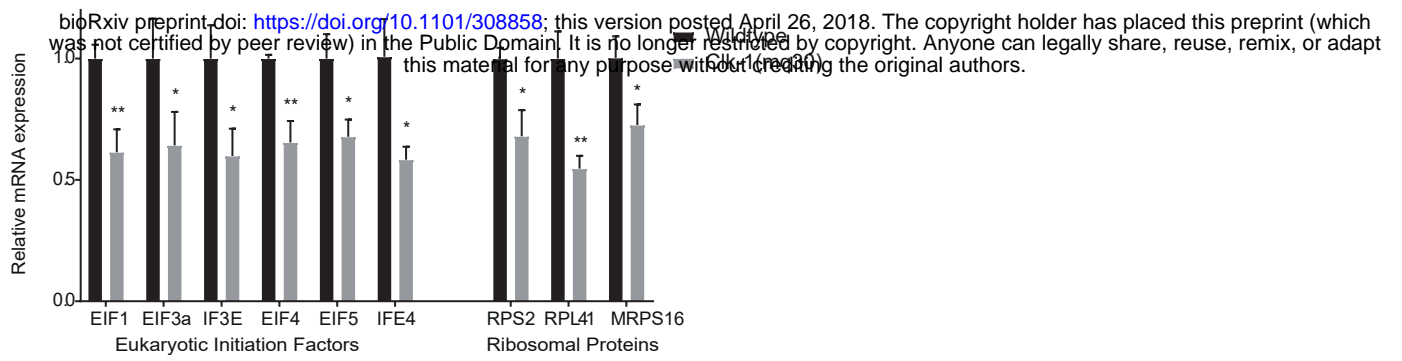 bioRxiv preprint doi: https://doi.org/10.1101/308858; this version posted April 26, 2018. The copyright holder has placed this preprint (which
was not certified by peer review) in the Public Domain. It is no longer restricted by copyright. Anyone can legally share, reuse, remix, or adapt
this material for any purpose without crediting the original authors.
Wildtype
Clk-1(mq30)
Relative mRNA expression
1.0
0.5
0.0
** * * ** * * * ** *
EIF1 EIF3a IF3E EIF4 EIF5 IFE4 RPS2 RPL41 MRPS16
Eukaryotic Initiation Factors Ribosomal Proteins